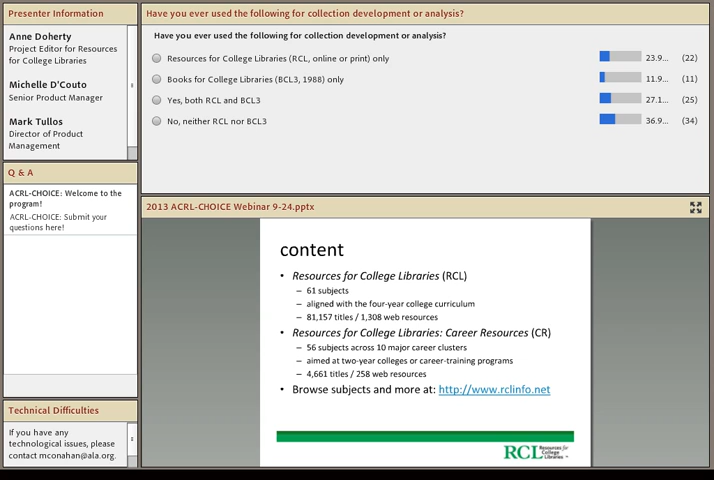 Presenter Information
Anne Doherty
Project Editor for Resources
for College Libraries
Michelle D'Couto
Senior Product Manager
Mark Tullos
Director of Product
Management
Q & A
ACRL-CHOICE: Welcome to the
program!
ACRL-CHOICE: Submit your
questions here!
Technical Difficulties
If you have any
technological issues, please
contact mconahan@ala.org.
Have you ever used the following for collection development or analysis?
Have you ever used the following for collection development or analysis?
Resources for College Libraries (RCL, online or print) only 23.9... (22)
Books for College Libraries (BCL3, 1988) only 11.9... (11)
Yes, both RCL and BCL3 27.1... (25)
No, neither RCL nor BCL3 36.9... (34)
2013 ACRL-CHOICE Webinar 9-24.pptx
content
• Resources for College Libraries (RCL)
– 61 subjects
– aligned with the four-year college curriculum
– 81,157 titles / 1,308 web resources
• Resources for College Libraries: Career Resources (CR)
– 56 subjects across 10 major career clusters
– aimed at two-year colleges or career-training programs
– 4,661 titles / 258 web resources
• Browse subjects and more at: http://www.rclinfo.net
RCL Resources for
College
Libraries